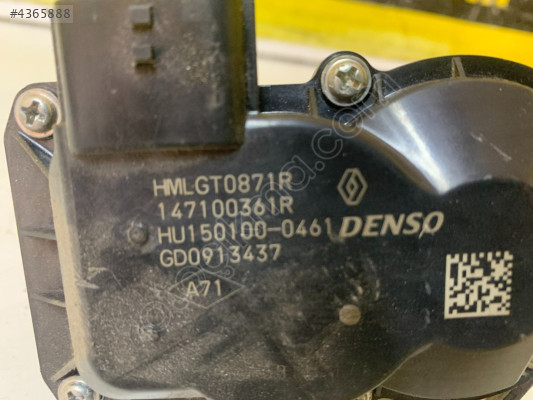 #4365888
HMLGT0871R
147100361R
HU150100-0461 DENSO
GD0913437
A71